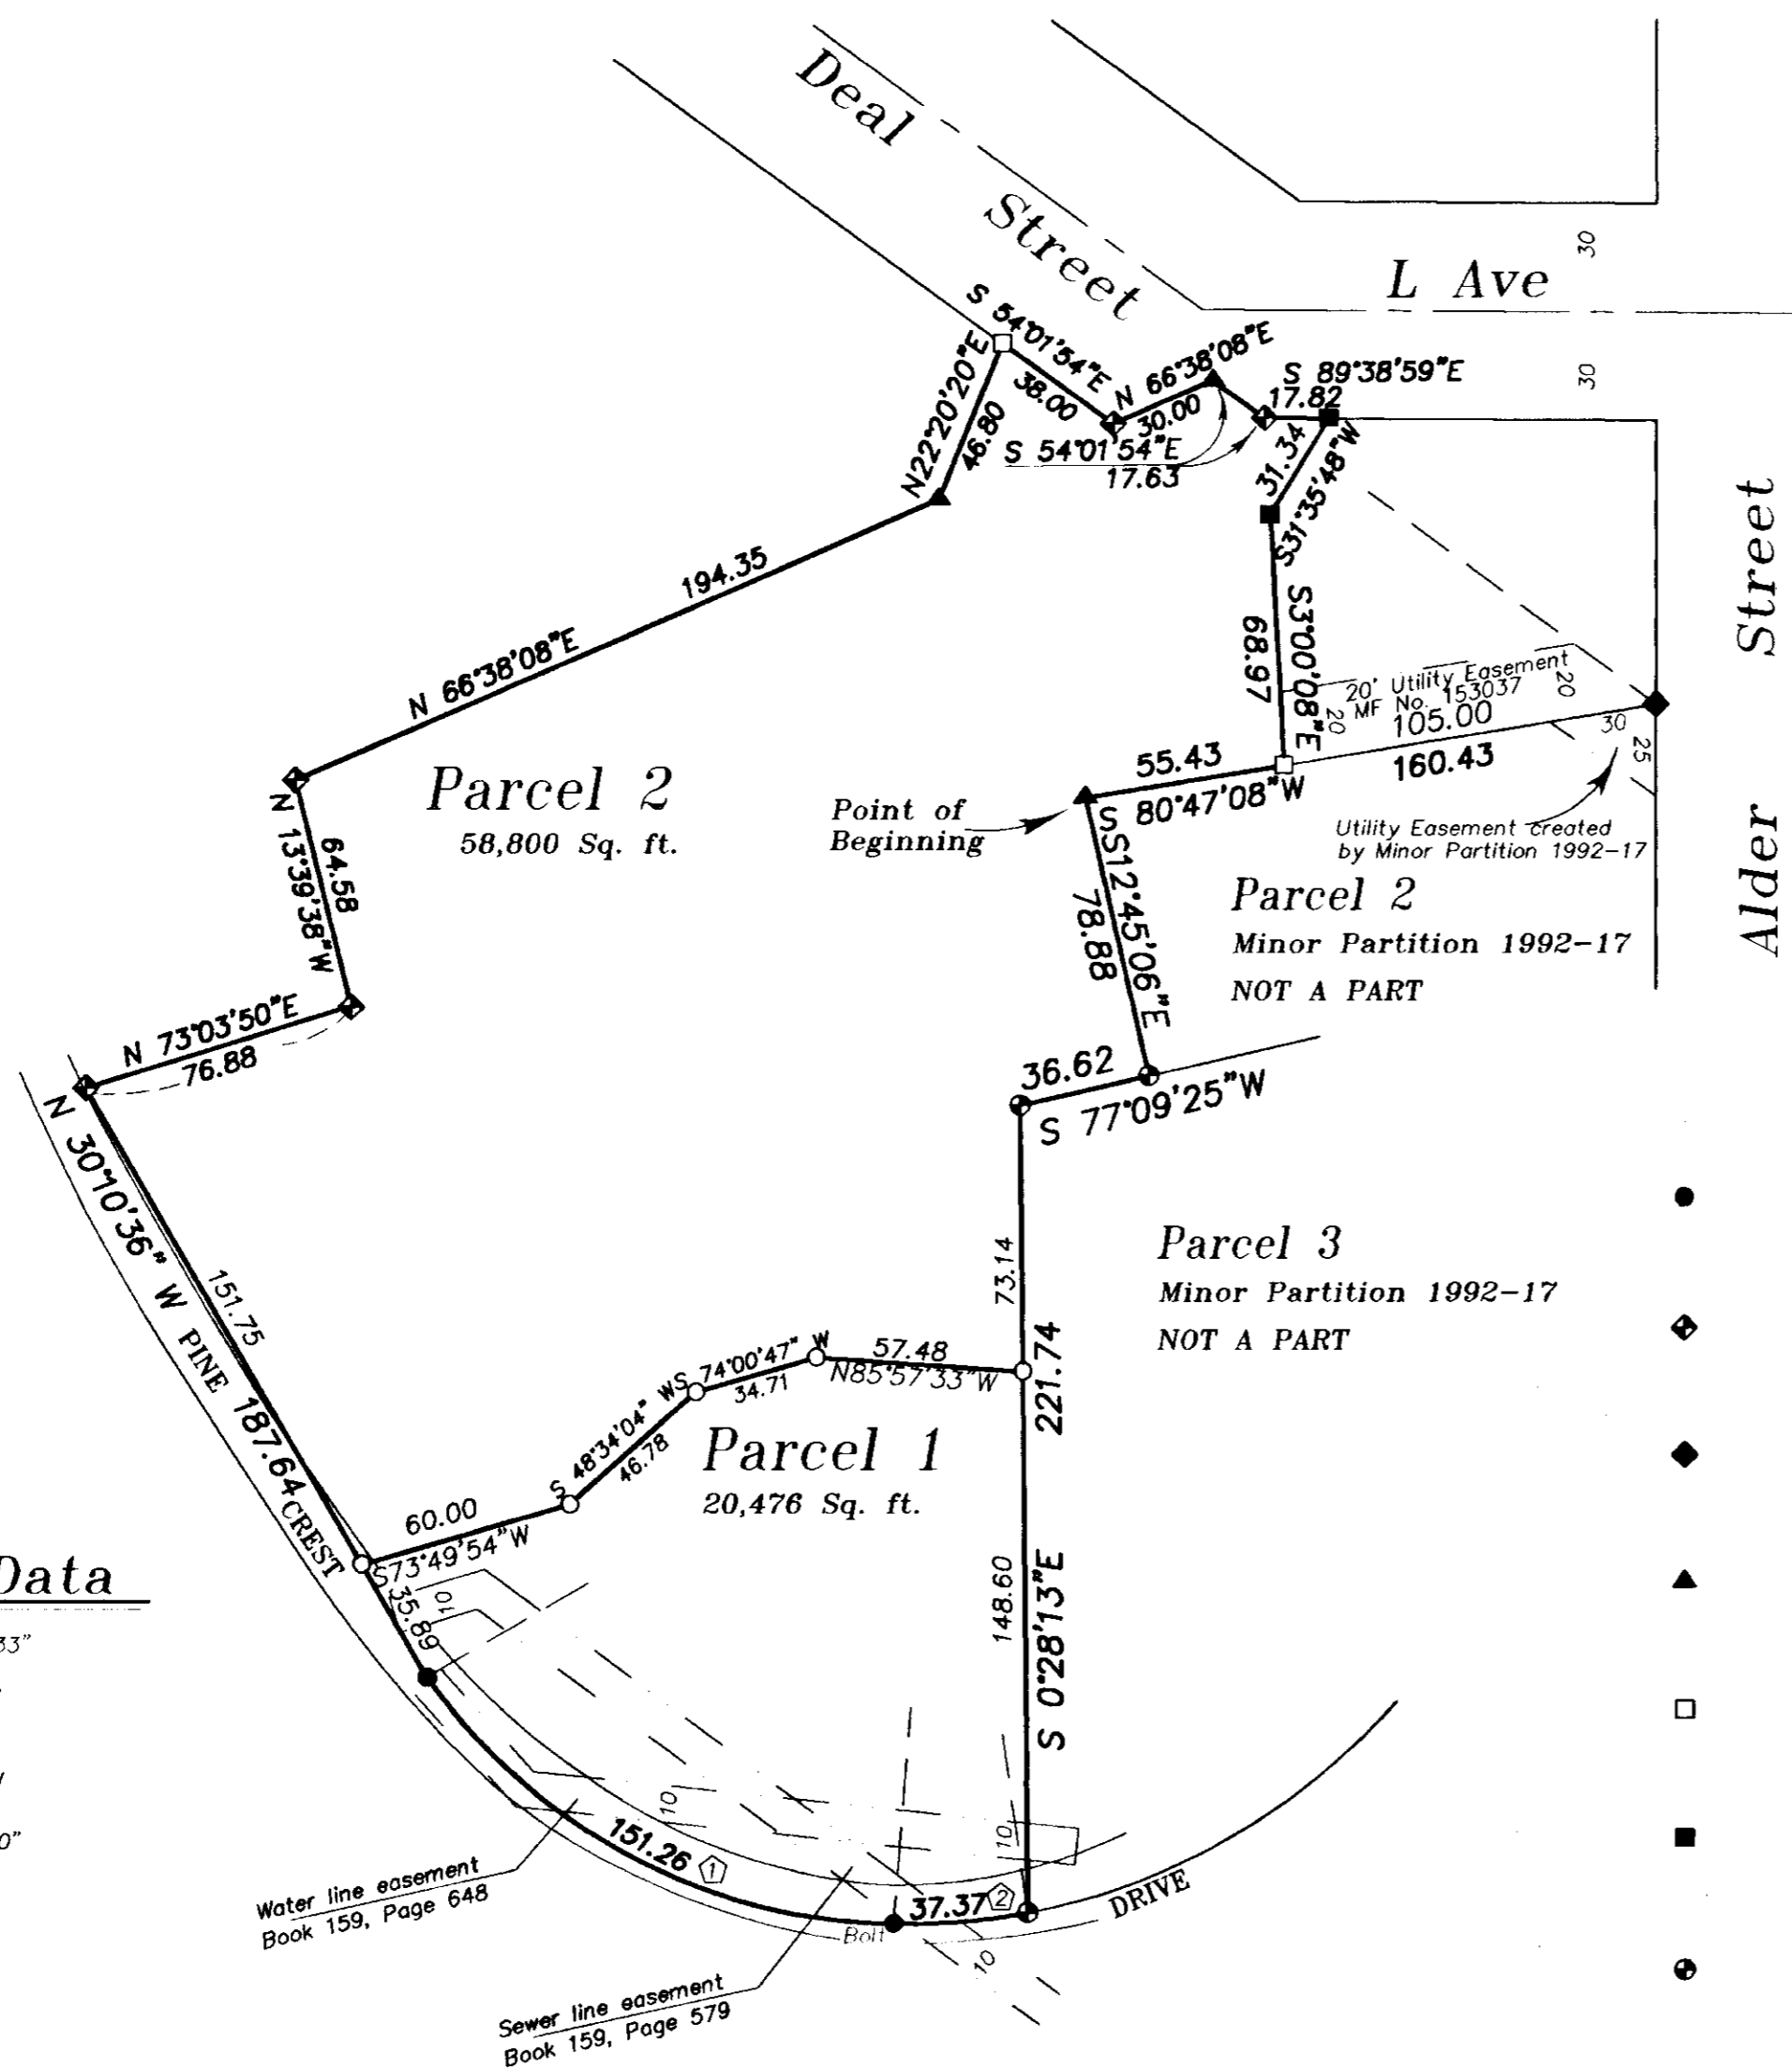 Deal
Street
L Ave
30
30
S 54°01'54"E
38.00
N22°20'20"E
46.80
N 66°38'08"E
30.00
S 54°01'54"E
17.63
S 89°38'59"E
17.82
31.34
S31°35'48"W
Alder Street
194.35
N 66°38'08"E
S3°00'08"E
68.97
20' Utility Easement
MF No. 153037
20
20
105.00
30
25
160.43
55.43
S 80°47'08"W
Point of
Beginning
Utility Easement created
by Minor Partition 1992-17
Parcel 2
58,800 Sq. ft.
N 13°39'38"W
64.58
SS12°45'06"E
78.88
Parcel 2
Minor Partition 1992-17
NOT A PART
N 73°03'50"E
76.88
36.62
S 77°09'25"W
N 30°10'36" W
151.75
187.64
PINE
CREST
73.14
221.74
Parcel 3
Minor Partition 1992-17
NOT A PART
57.48
N85°57'33"W
S 74°00'47" W
34.71
S 48°34'04" W
46.78
Parcel 1
20,476 Sq. ft.
60.00
S73°49'54"W
35.89
10
Data
33"
0"
148.60
S 0°28'13"E
10
10
151.26 1
37.37 2
Bolt
10
DRIVE
Water line easement
Book 159, Page 648
Sewer line easement
Book 159, Page 579